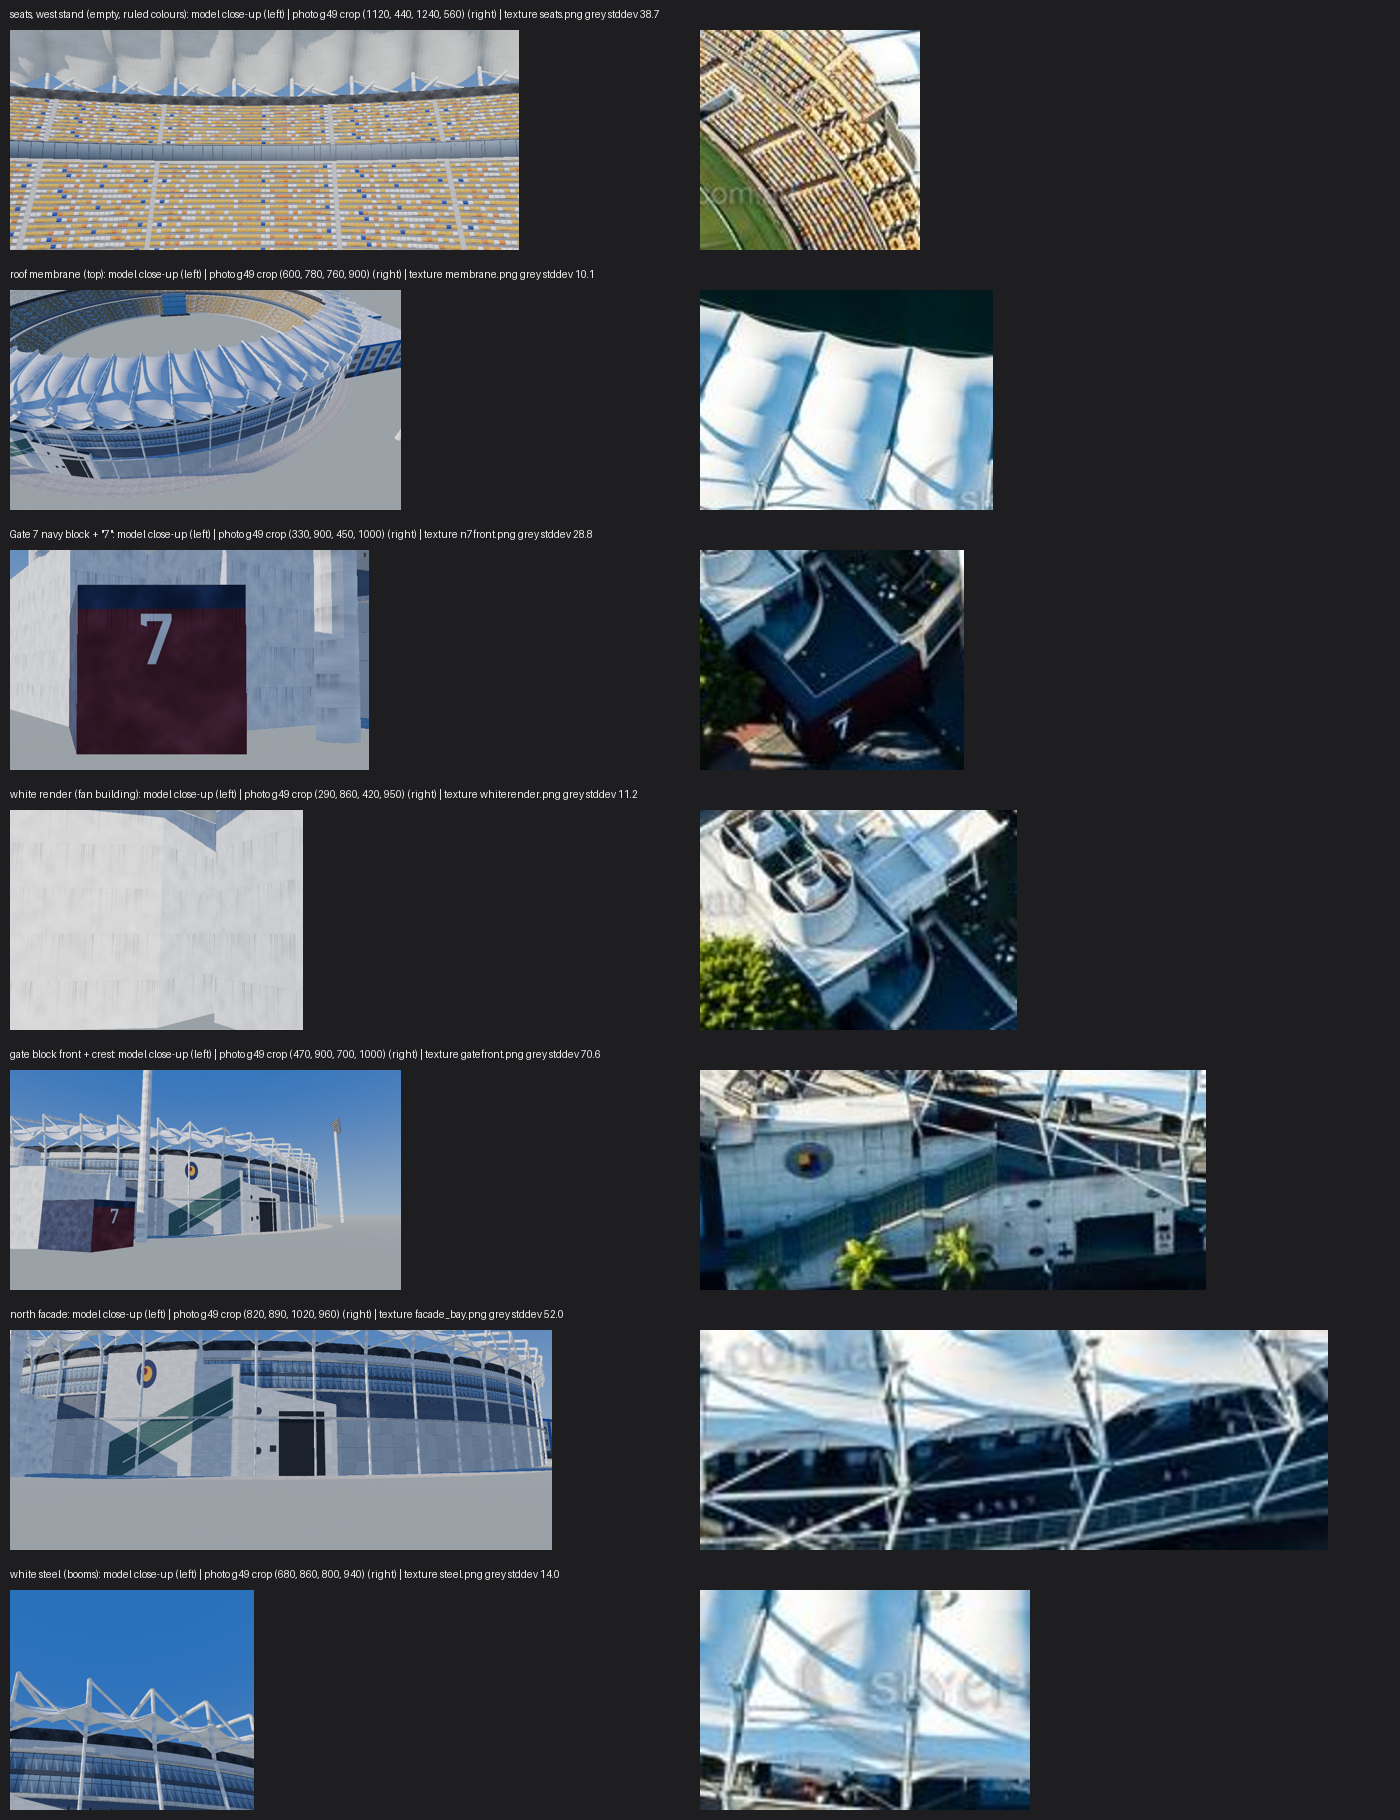 seats, west stand (empty, ruled colours): model close-up (left) | photo g49 crop (1120, 440, 1240, 560) (right) | texture seats.png grey stddev 38.7
com
roof membrane (top): model close-up (left) | photo g49 crop (600, 780, 760, 900) (right) | texture membrane.png grey stddev 10.1
sk
Gate 7 navy block + "7": model close-up (left) | photo g49 crop (330, 900, 450, 1000) (right) | texture n7front.png grey stddev 28.8
7
7
white render (fan building): model close-up (left) | photo g49 crop (290, 860, 420, 950) (right) | texture whiterender.png grey stddev 11.2
gate block front + crest: model close-up (left) | photo g49 crop (470, 900, 700, 1000) (right) | texture gatefront.png grey stddev 70.6
7
north facade: model close-up (left) | photo g49 crop (820, 890, 1020, 960) (right) | texture facade_bay.png grey stddev 52.0
white steel (booms): model close-up (left) | photo g49 crop (680, 860, 800, 940) (right) | texture steel.png grey stddev 14.0